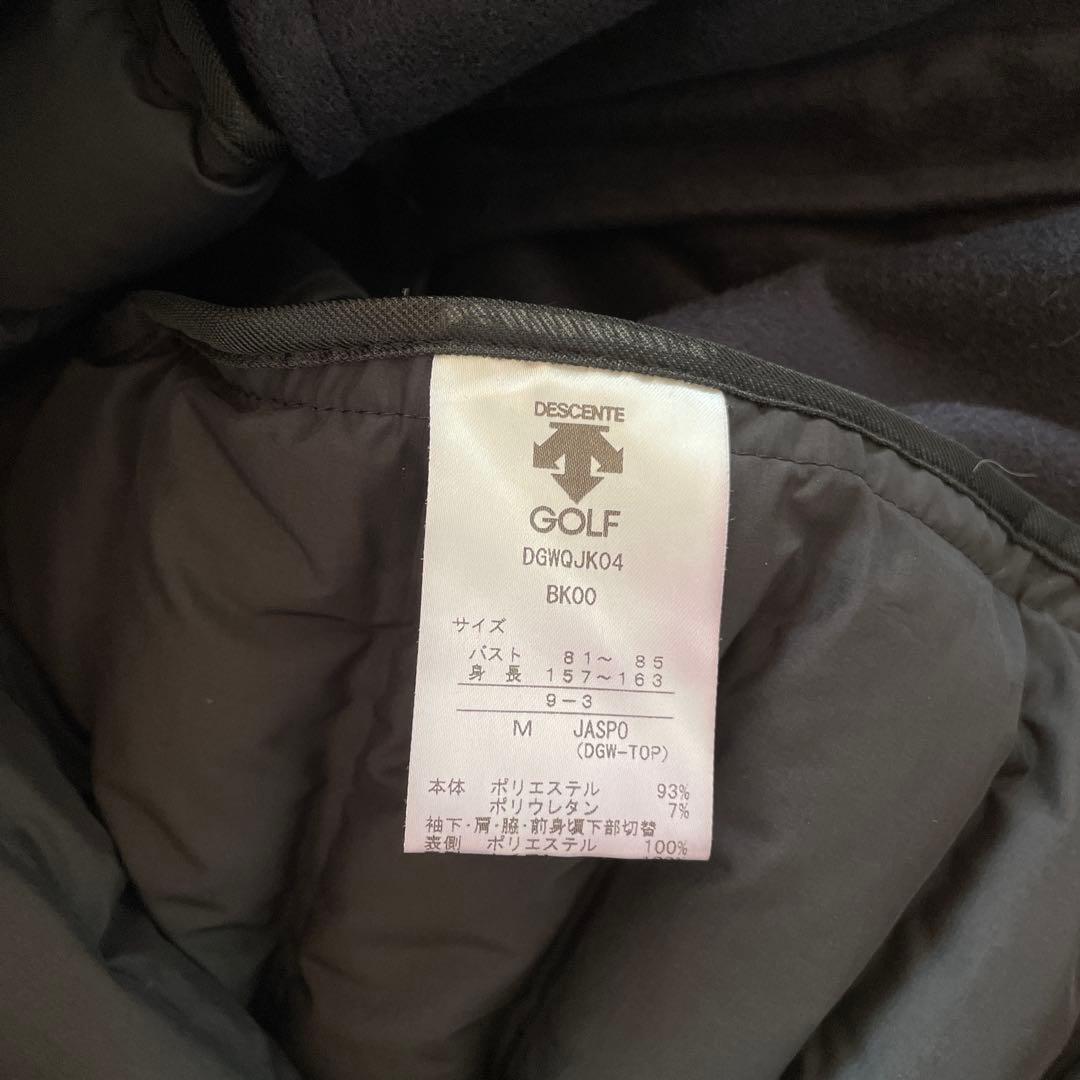 DESCENTE
GOLF
DGWQJK04
BK00
サイズ
バスト 81～ 85
身 長 157～163
9－3
M JASPO
(DGW-TOP)
本体 ポリエステル 93%
ポリウレタン 7%
袖下・肩・脇・前身頃下部切替
表側 ポリエステル 100%